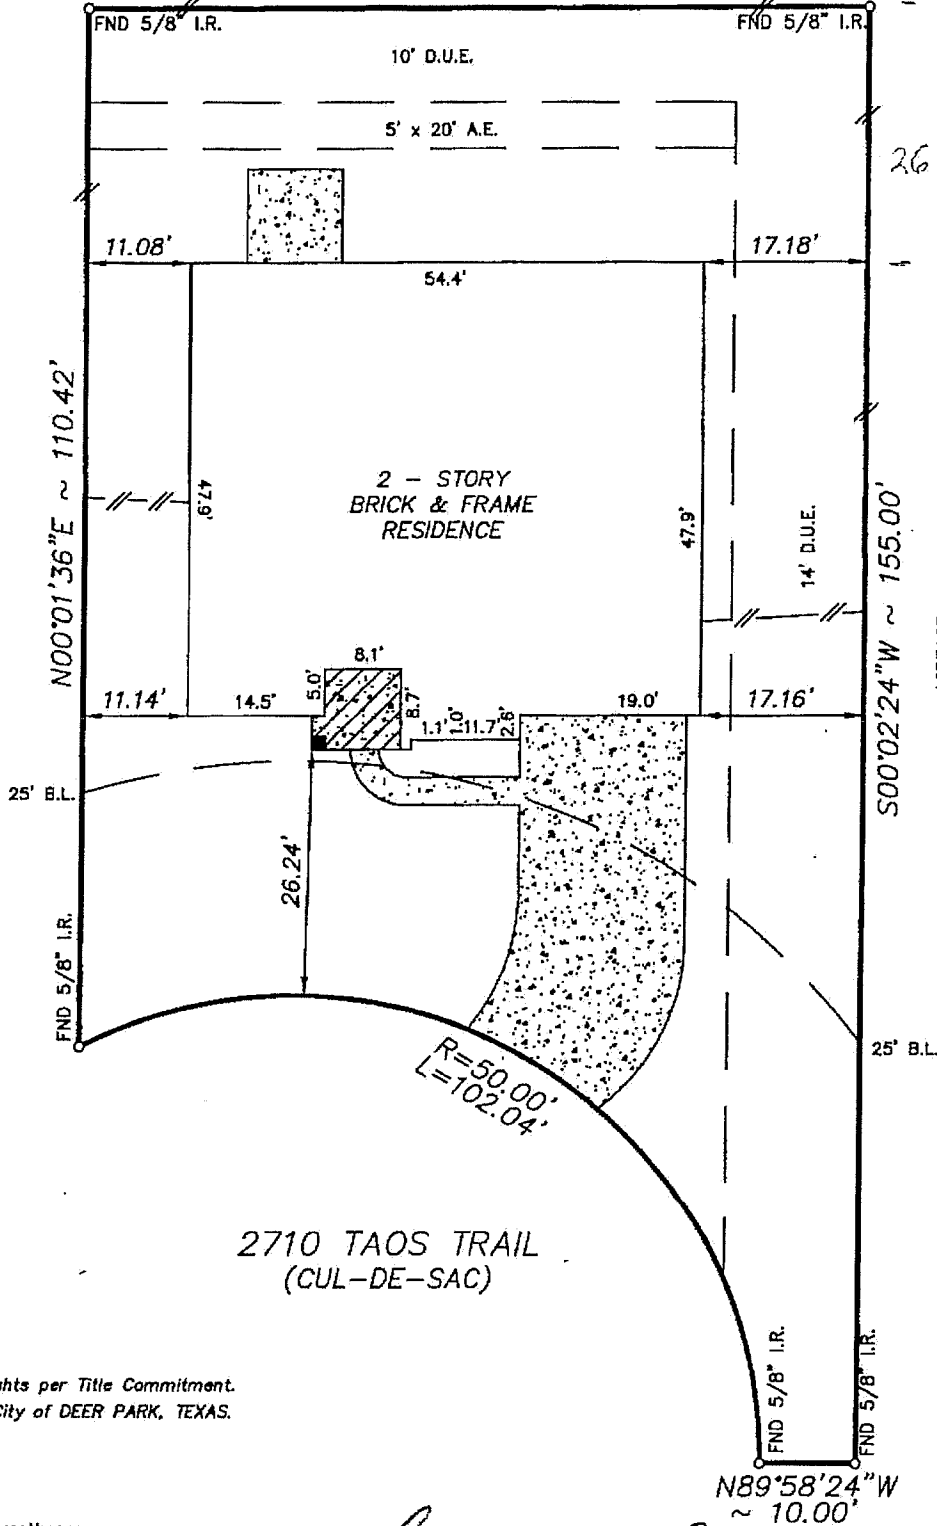 FND 5/8" I.R.
FND 5/8" I.R.
10' D.U.E.
5' x 20' A.E.
26
11.08'
17.18'
54.4'
N00°01'36"E ~ 110.42'
47.9'
2 - STORY
BRICK & FRAME
RESIDENCE
47.9'
14' D.U.E.
S00°02'24"W ~ 155.00'
8.1'
5.0'
8.7'
11.14'
14.5'
1.1'
1.0'
11.7'
2.6'
19.0'
17.16'
25' B.L.
26.24'
FND 5/8" I.R.
25' B.L.
R=50.00'
L=102.04'
2710 TAOS TRAIL
(CUL-DE-SAC)
FND 5/8" I.R.
FND 5/8" I.R.
per Title Commitment.
City of DEER PARK, TEXAS.
N89°58'24"W
~ 10.00'